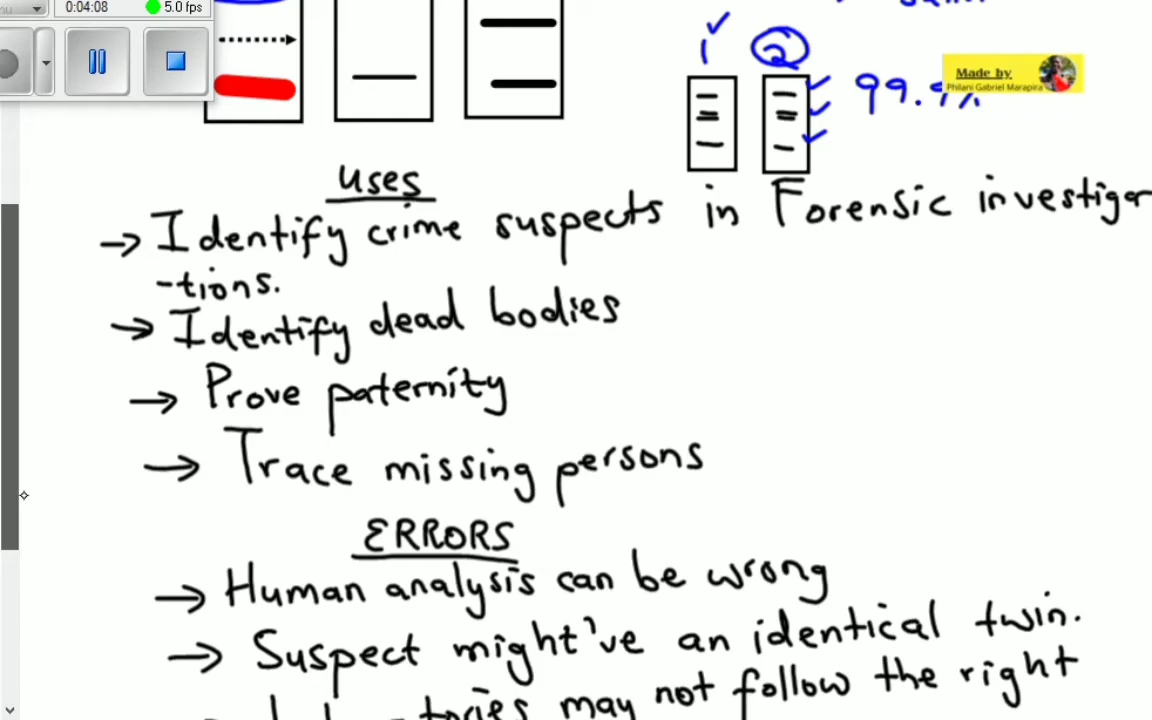 0:04:08 5.0 fps
1 2
Made by
Philani Gabriel Marapira
99.9%
Uses
→ Identify crime suspects in Forensic investiga
-tions.
→ Identify dead bodies
→ Prove paternity
→ Trace missing persons
ERRORS
→ Human analysis can be wrong
→ Suspect might've an identical twin.
may not follow the right